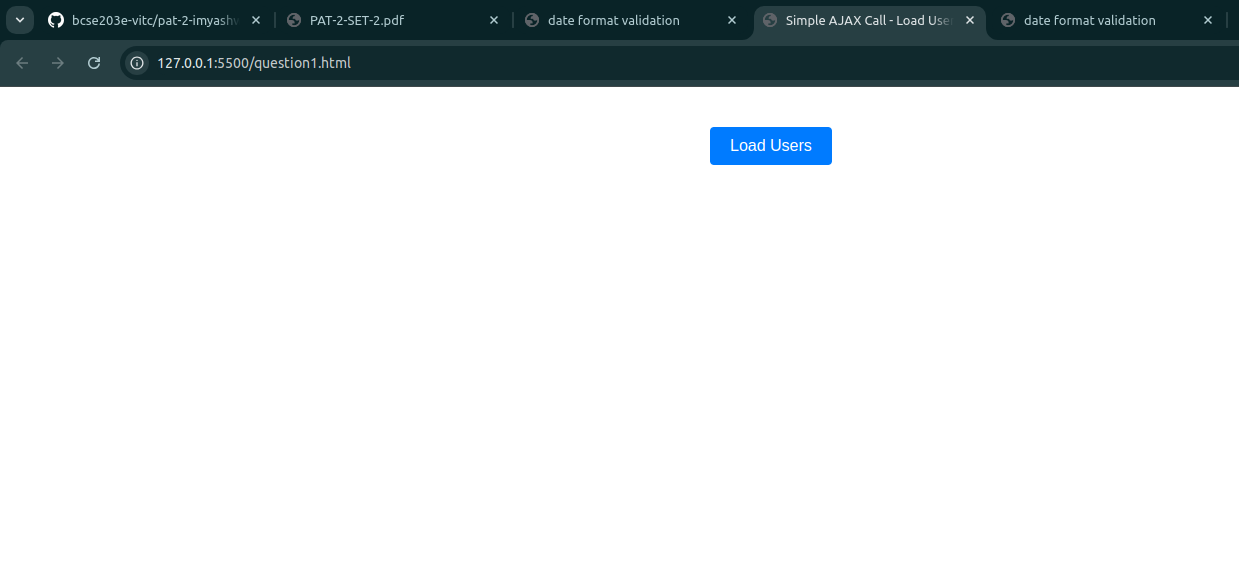 bcse203e-vitc/pat-2-imyashw
PAT-2-SET-2.pdf
date format validation
Simple AJAX Call - Load User
date format validation
127.0.0.1:5500/question1.html
Load Users